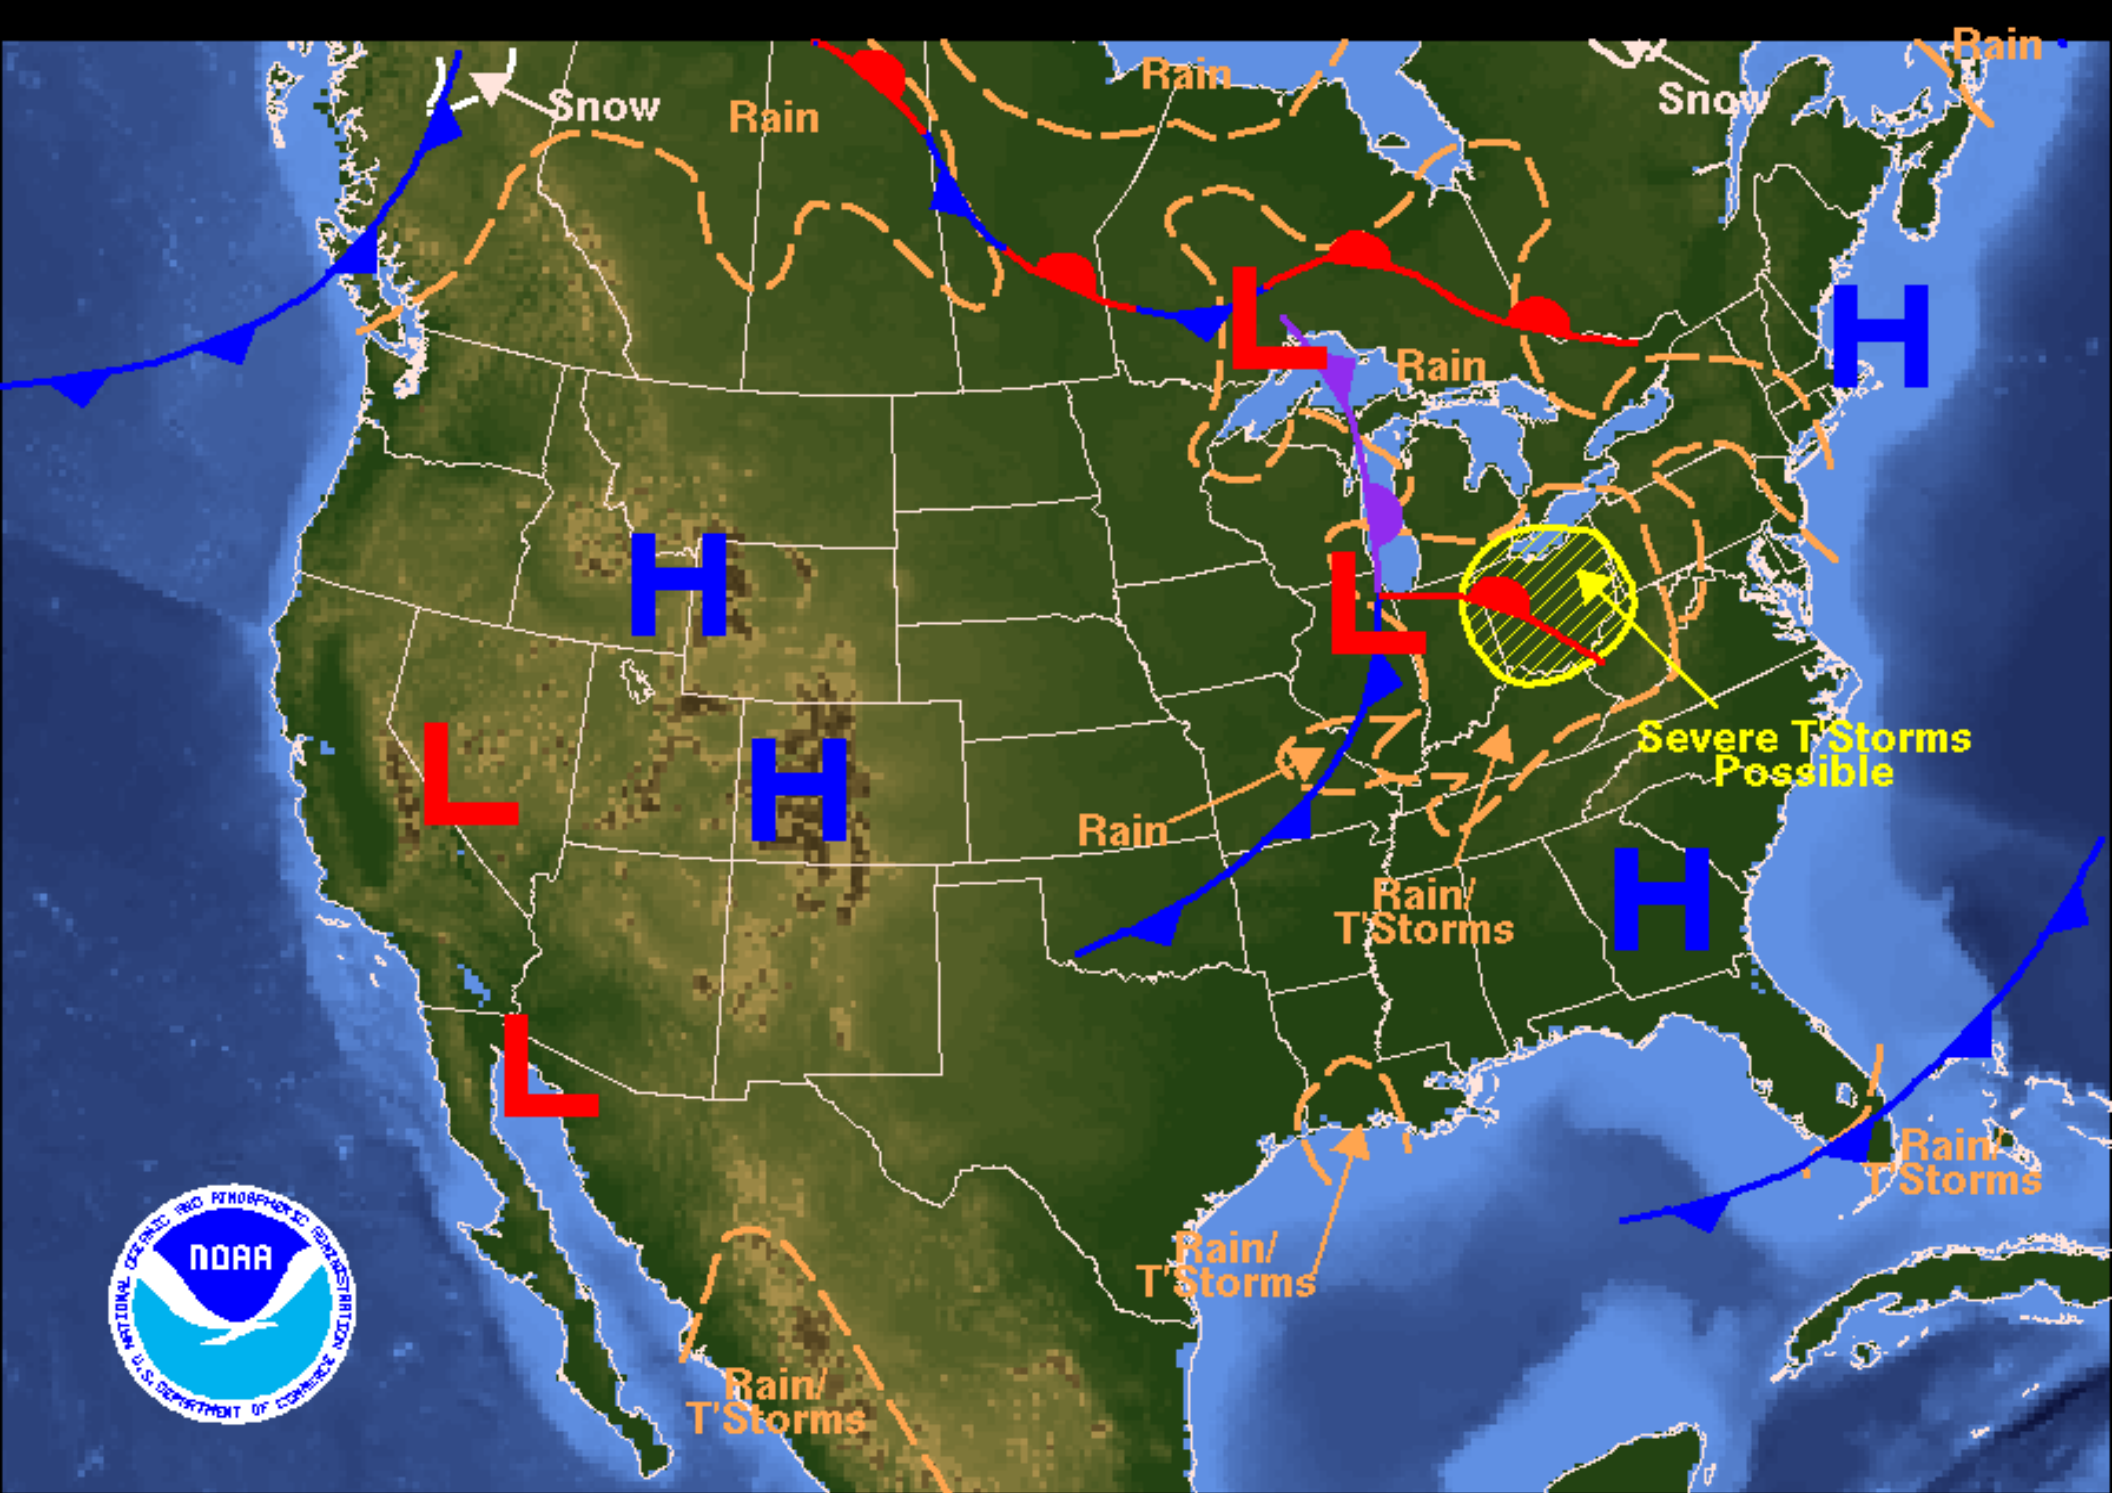 Rain
Rain
Snow
Snow
Rain
H
L
Rain
H
L
L
Severe T'Storms
Possible
H
Rain
Rain/
T'Storms
H
L
Rain/
T'Storms
Rain/
T'Storms
Rain/
T'Storms
NATIONAL OCEANIC AND ATMOSPHERIC ADMINISTRATION
NOAA
U.S. DEPARTMENT OF COMMERCE